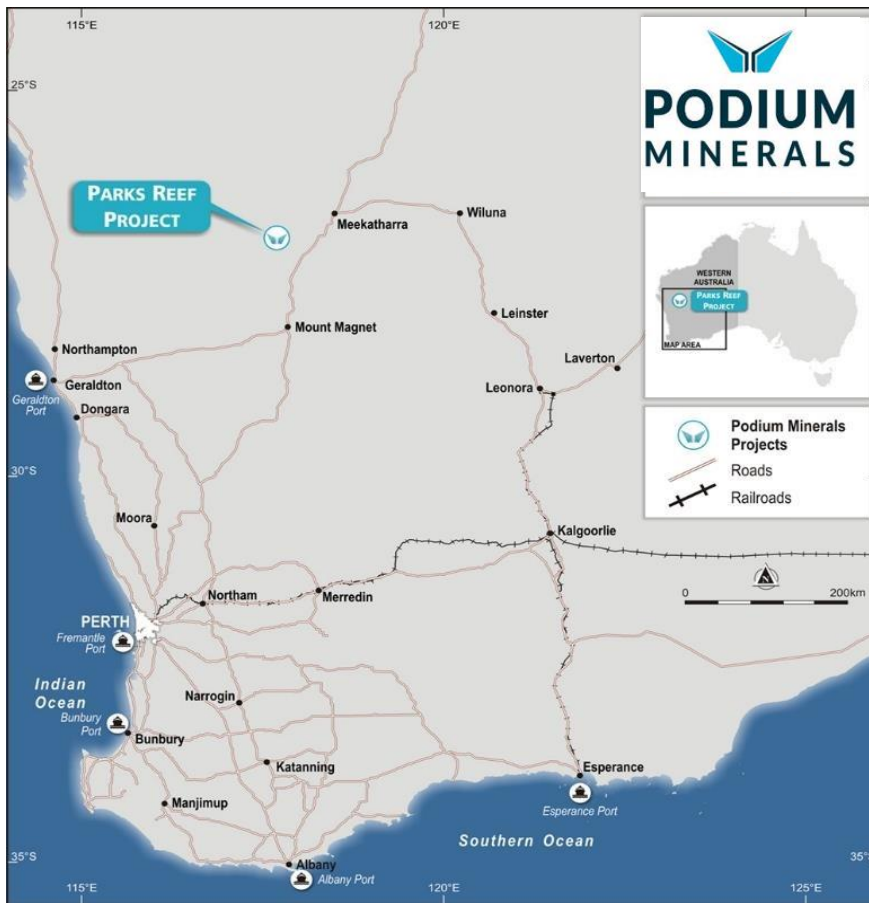 115°E
120°E
25°S
PODIUM
MINERALS
PARKS REEF
PROJECT
Meekatharra
Wiluna
WESTERN
AUSTRALIA
PARKS REEF
PROJECT
MAP AREA
Leinster
Mount Magnet
Laverton
Northampton
Leonora
Geraldton
Geraldton
Port
Dongara
Podium Minerals
Projects
Roads
Railroads
30°S
Moora
Kalgoorlie
N
0
200km
Northam
Merredin
PERTH
Fremantle
Port
Indian
Ocean
Narrogin
Bunbury
Port
Bunbury
Katanning
Esperance
Manjimup
Esperance Port
Southern Ocean
35°S
35°
Albany
Albany Port
115°E
120°E
125°E